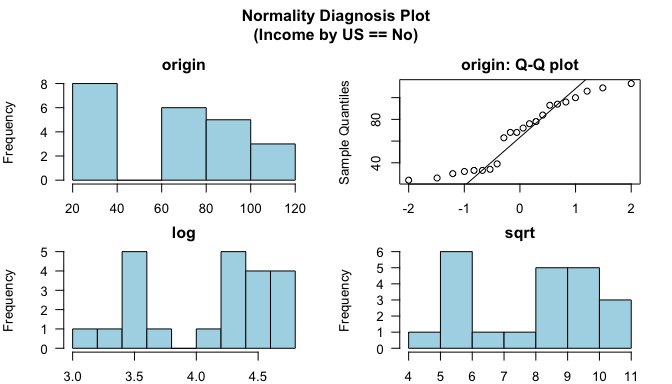 Normality Diagnosis Plot
(Income by US == No)
origin
Frequency
8
6
4
2
0
20 40 60 80 100 120
origin: Q-Q plot
Sample Quantiles
80
40
-2 -1 0 1 2
log
Frequency
5
4
3
2
1
0
3.0 3.5 4.0 4.5
sqrt
Frequency
6
5
4
3
2
1
0
4 5 6 7 8 9 10 11